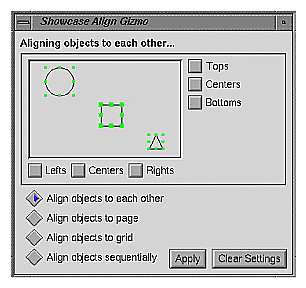 Showcase Align Gizmo
Aligning objects to each other...
Tops
Centers
Bottoms
Lefts Centers Rights
Align objects to each other
Align objects to page
Align objects to grid
Align objects sequentially
Apply Clear Settings